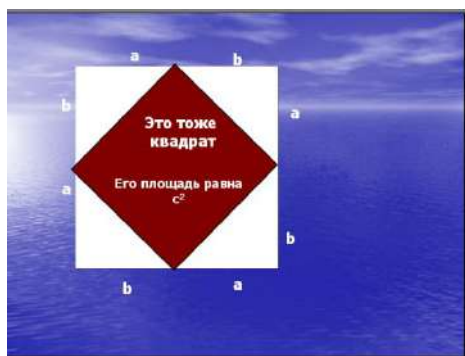 a b
b
a
Это тоже
квадрат
Его площадь равна
c²
a
b
b a